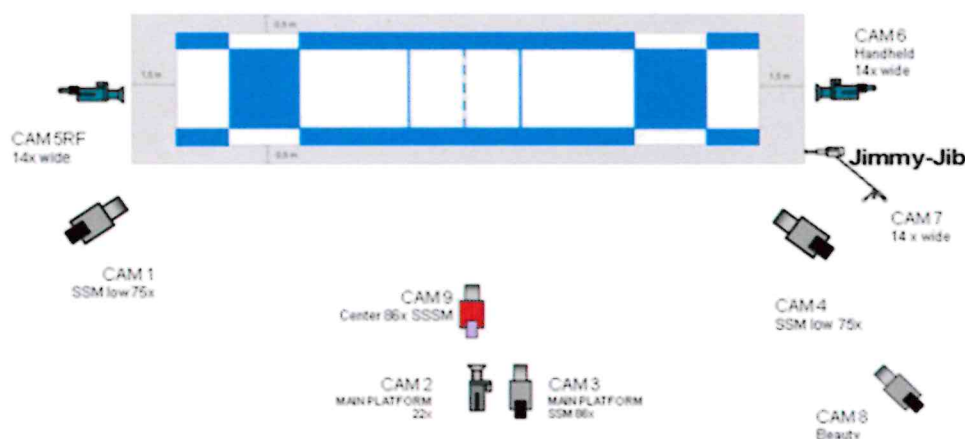 0,5 m
1,5 m
1,5 m
0,5 m
CAM 5RF
14x wide
CAM 6
Handheld
14x wide
Jimmy-Jib
CAM 7
14 x wide
CAM 1
SSM low 75x
CAM 9
Center 86x SSSM
CAM 4
SSM low 75x
CAM 2
MAIN PLATFORM
22x
CAM 3
MAIN PLATFORM
SSM 86x
CAM 8
Beauty